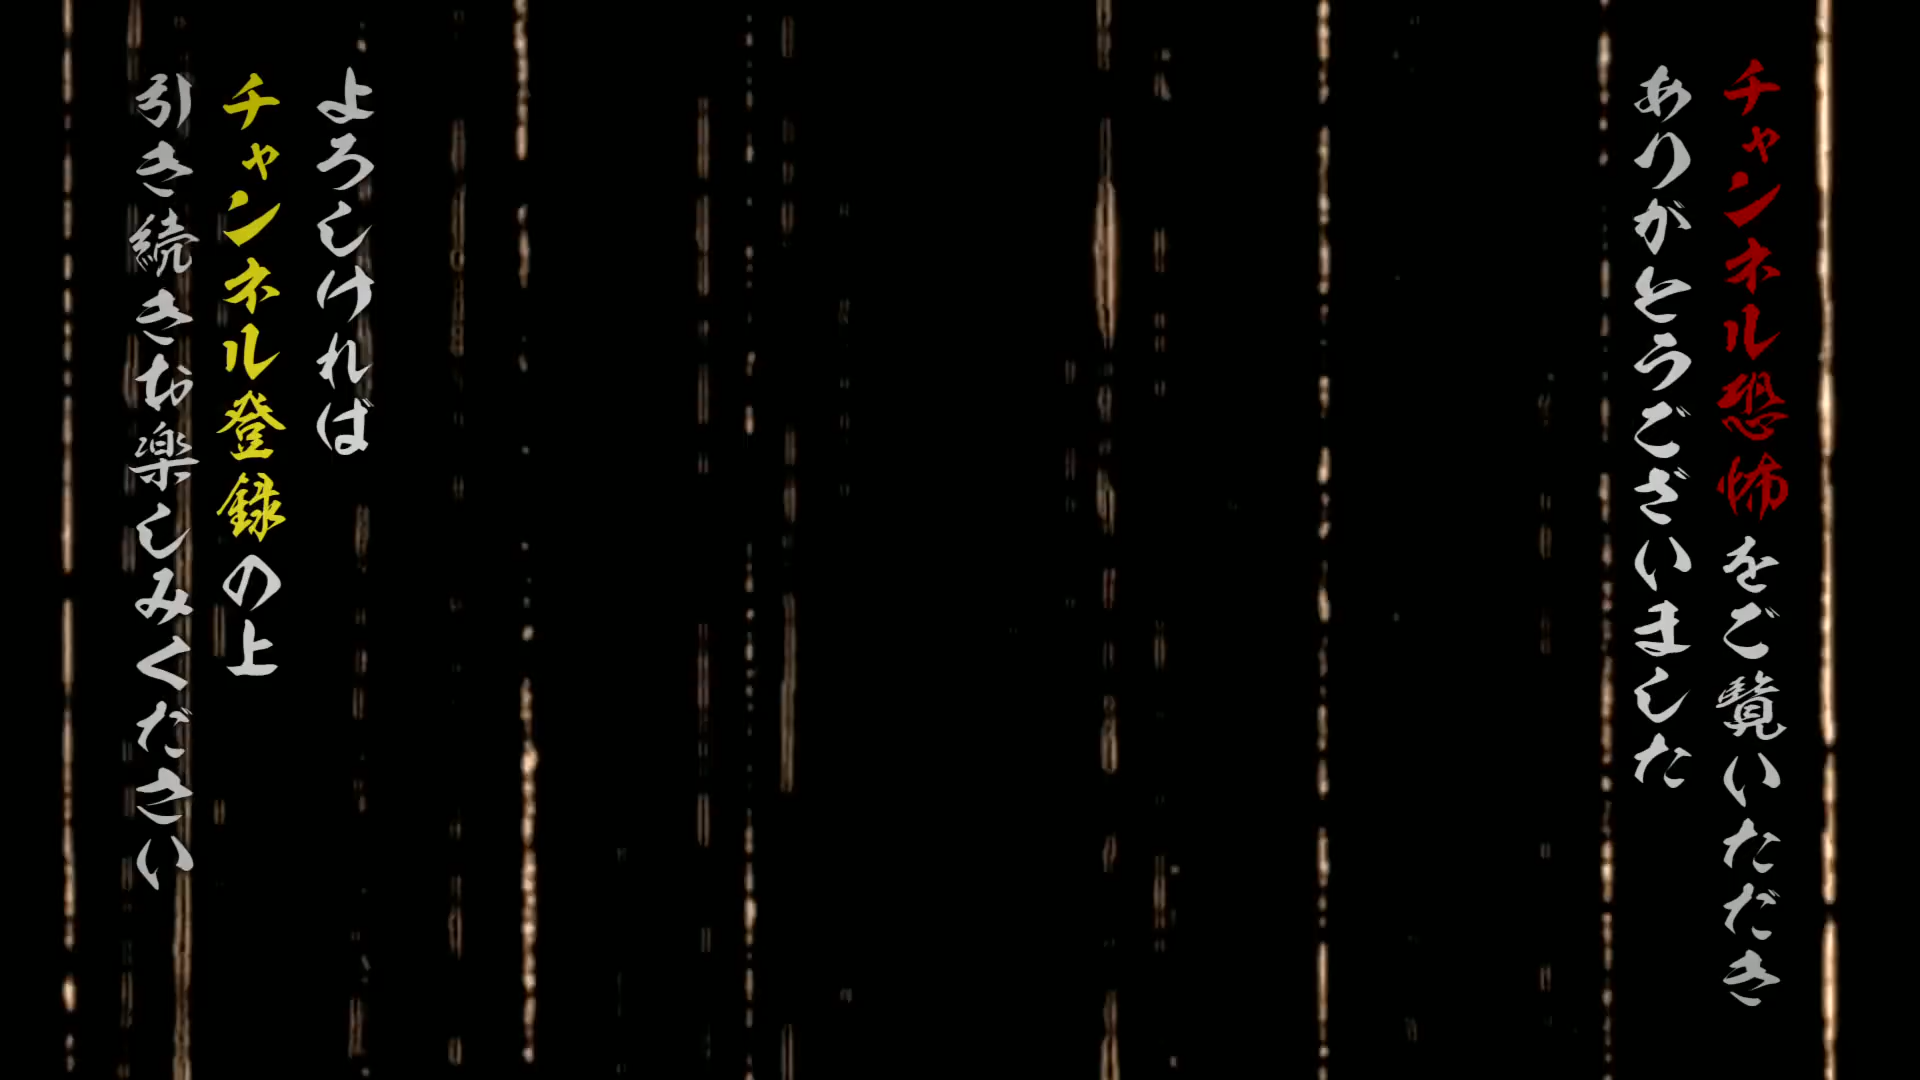 チャンネル恐怖をご覧いただき
ありがとうございました
よろしければ
チャンネル登録の上
引き続きお楽しみください